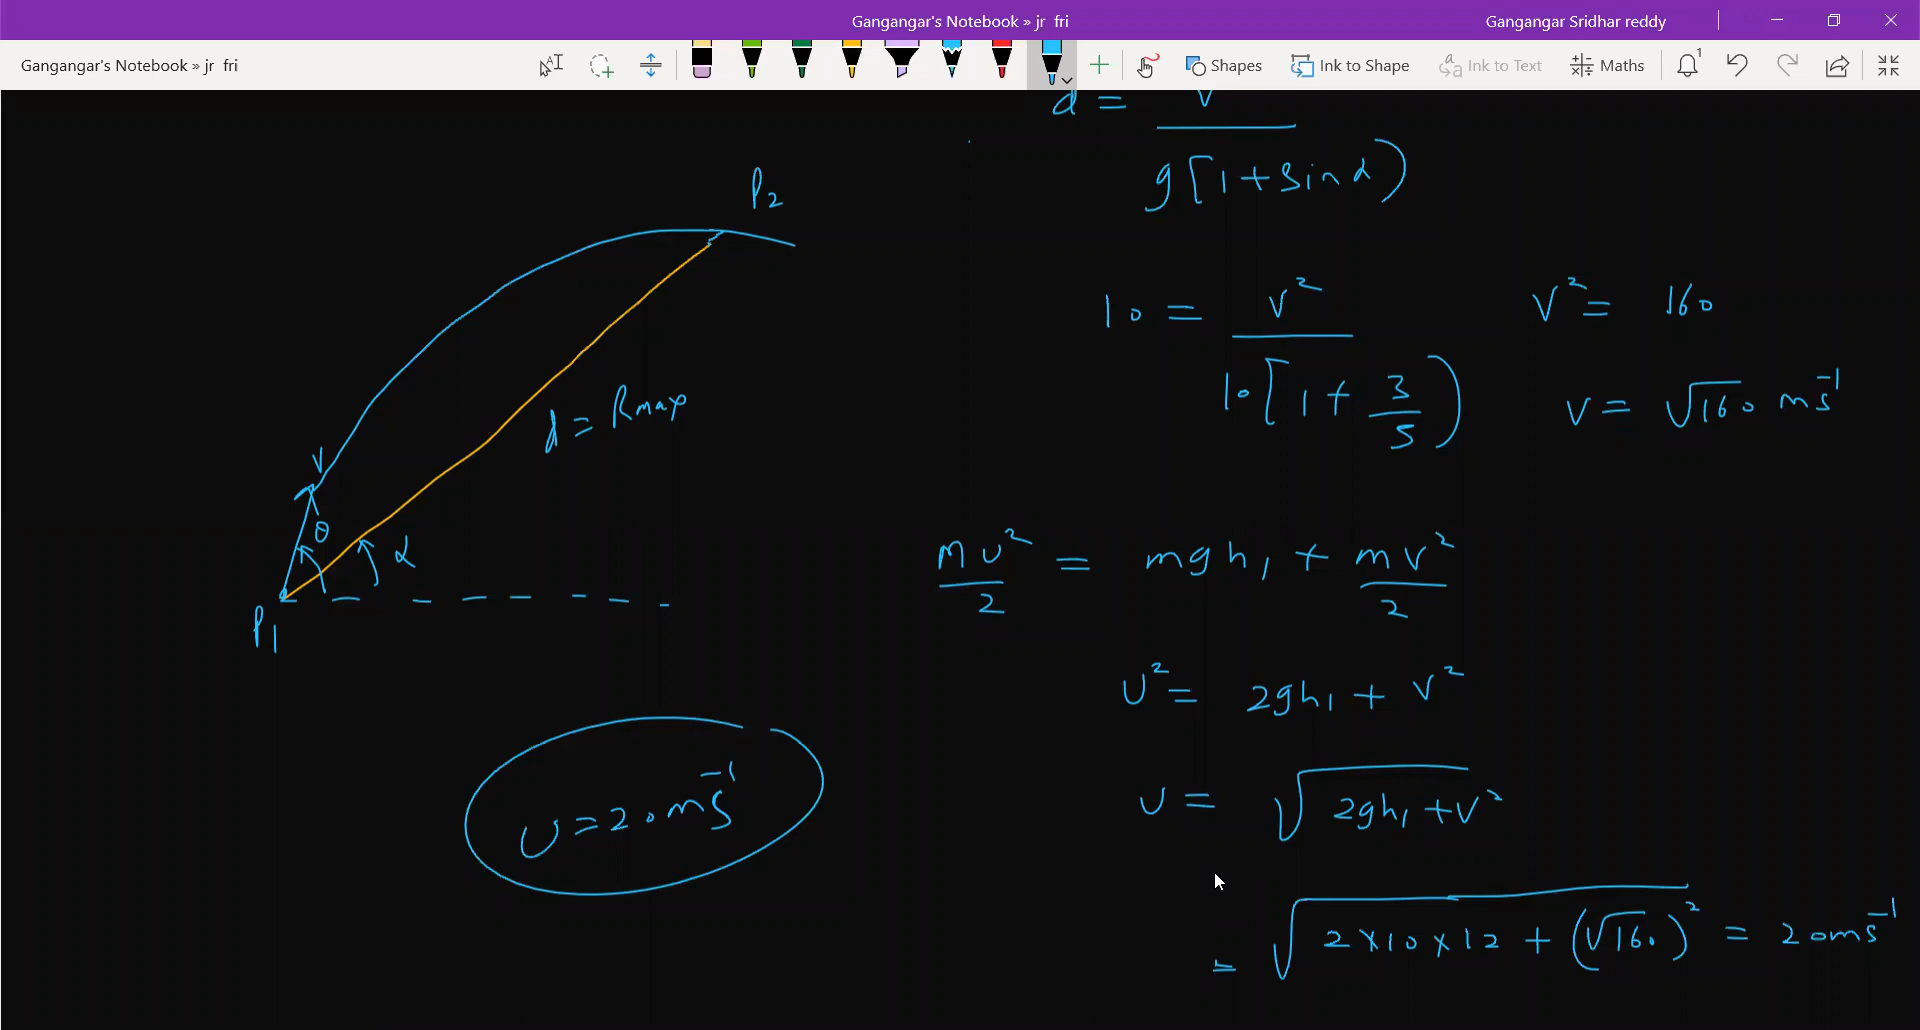 Gangangar's Notebook » jr fri
Gangangar Sridhar reddy
Gangangar's Notebook » jr fri
Shapes
Ink to Shape
Ink to Text
Maths
1
d = v
g[1+sinα)
P2
10 = v²
10[1 + 3/5)
v² = 160
v = √160 ms⁻¹
d = Rmax
v
θ
α
P1
mu²/2 = mgh1 + mv²/2
u² = 2gh1 + v²
u = √2gh1+v²
u = 20ms⁻¹
= √2×10×12 + (√160)² = 20ms⁻¹